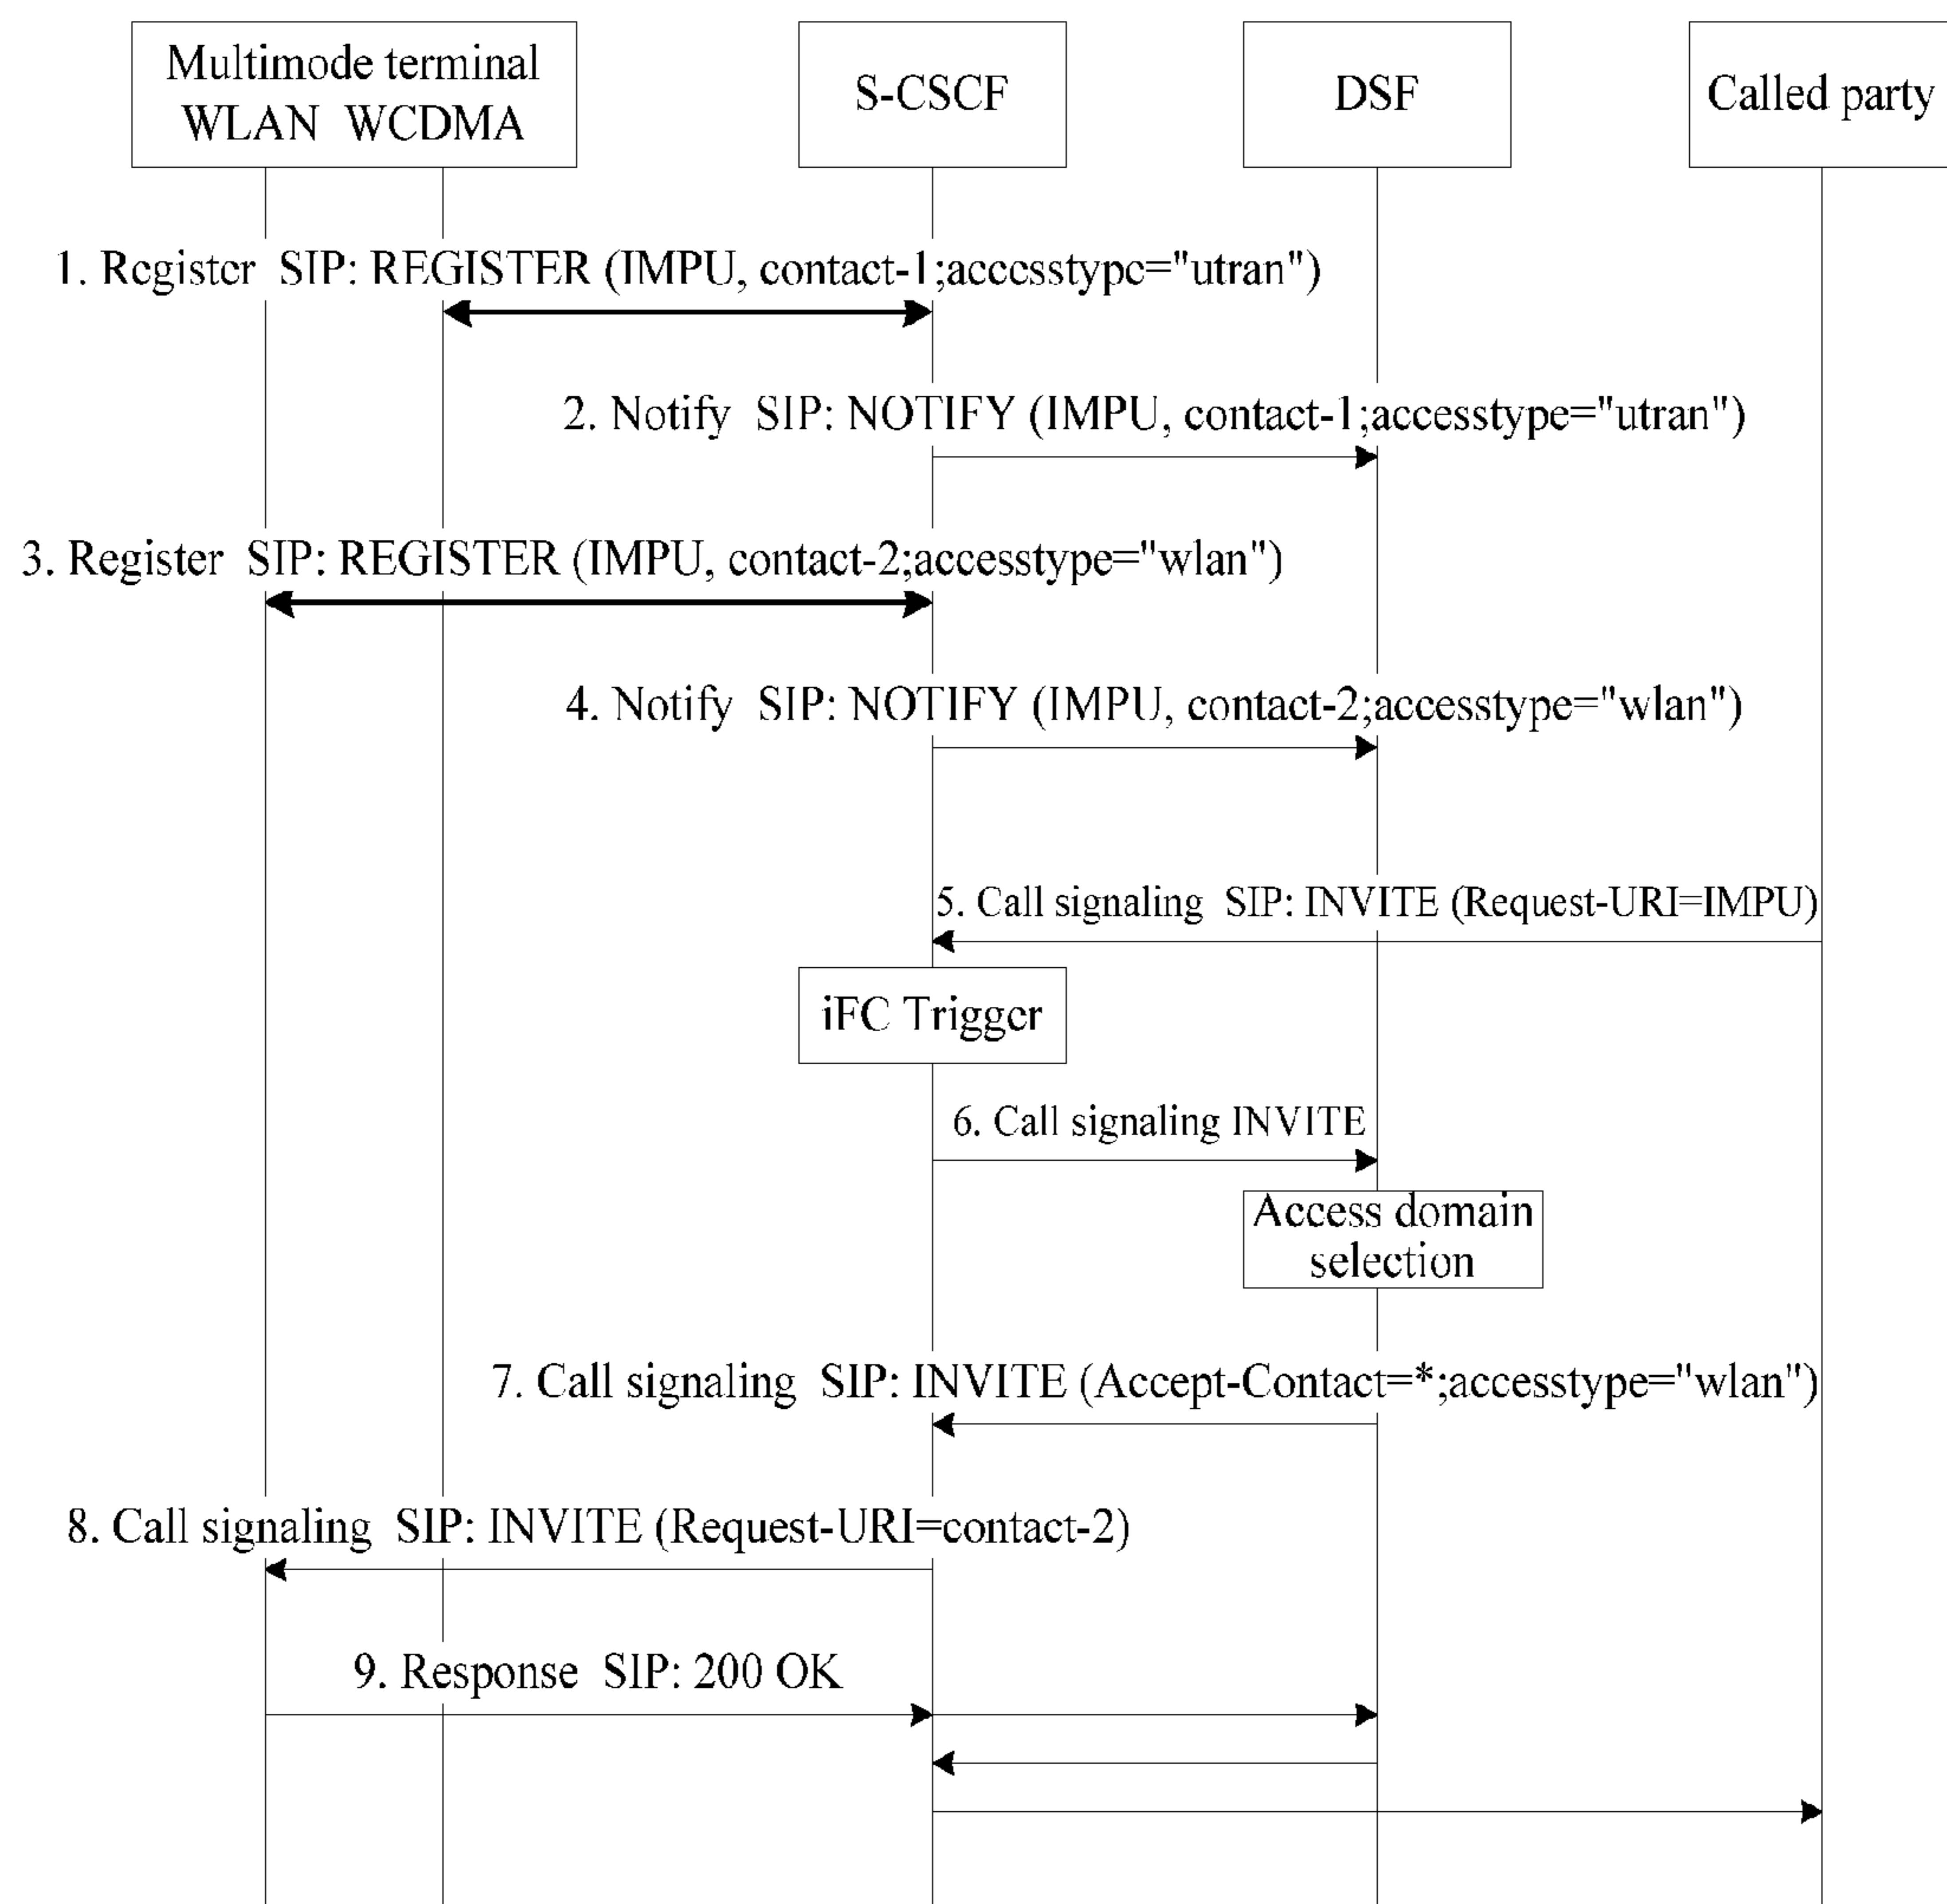 Multimode terminal
WLAN WCDMA
S-CSCF
DSF
Called party
1. Register SIP: REGISTER (IMPU, contact-1;accesstype="utran")
2. Notify SIP: NOTIFY (IMPU, contact-1;accesstype="utran")
3. Register SIP: REGISTER (IMPU, contact-2;accesstype="wlan")
4. Notify SIP: NOTIFY (IMPU, contact-2;accesstype="wlan")
5. Call signaling SIP: INVITE (Request-URI=IMPU)
iFC Trigger
6. Call signaling INVITE
Access domain
selection
7. Call signaling SIP: INVITE (Accept-Contact=*;accesstype="wlan")
8. Call signaling SIP: INVITE (Request-URI=contact-2)
9. Response SIP: 200 OK